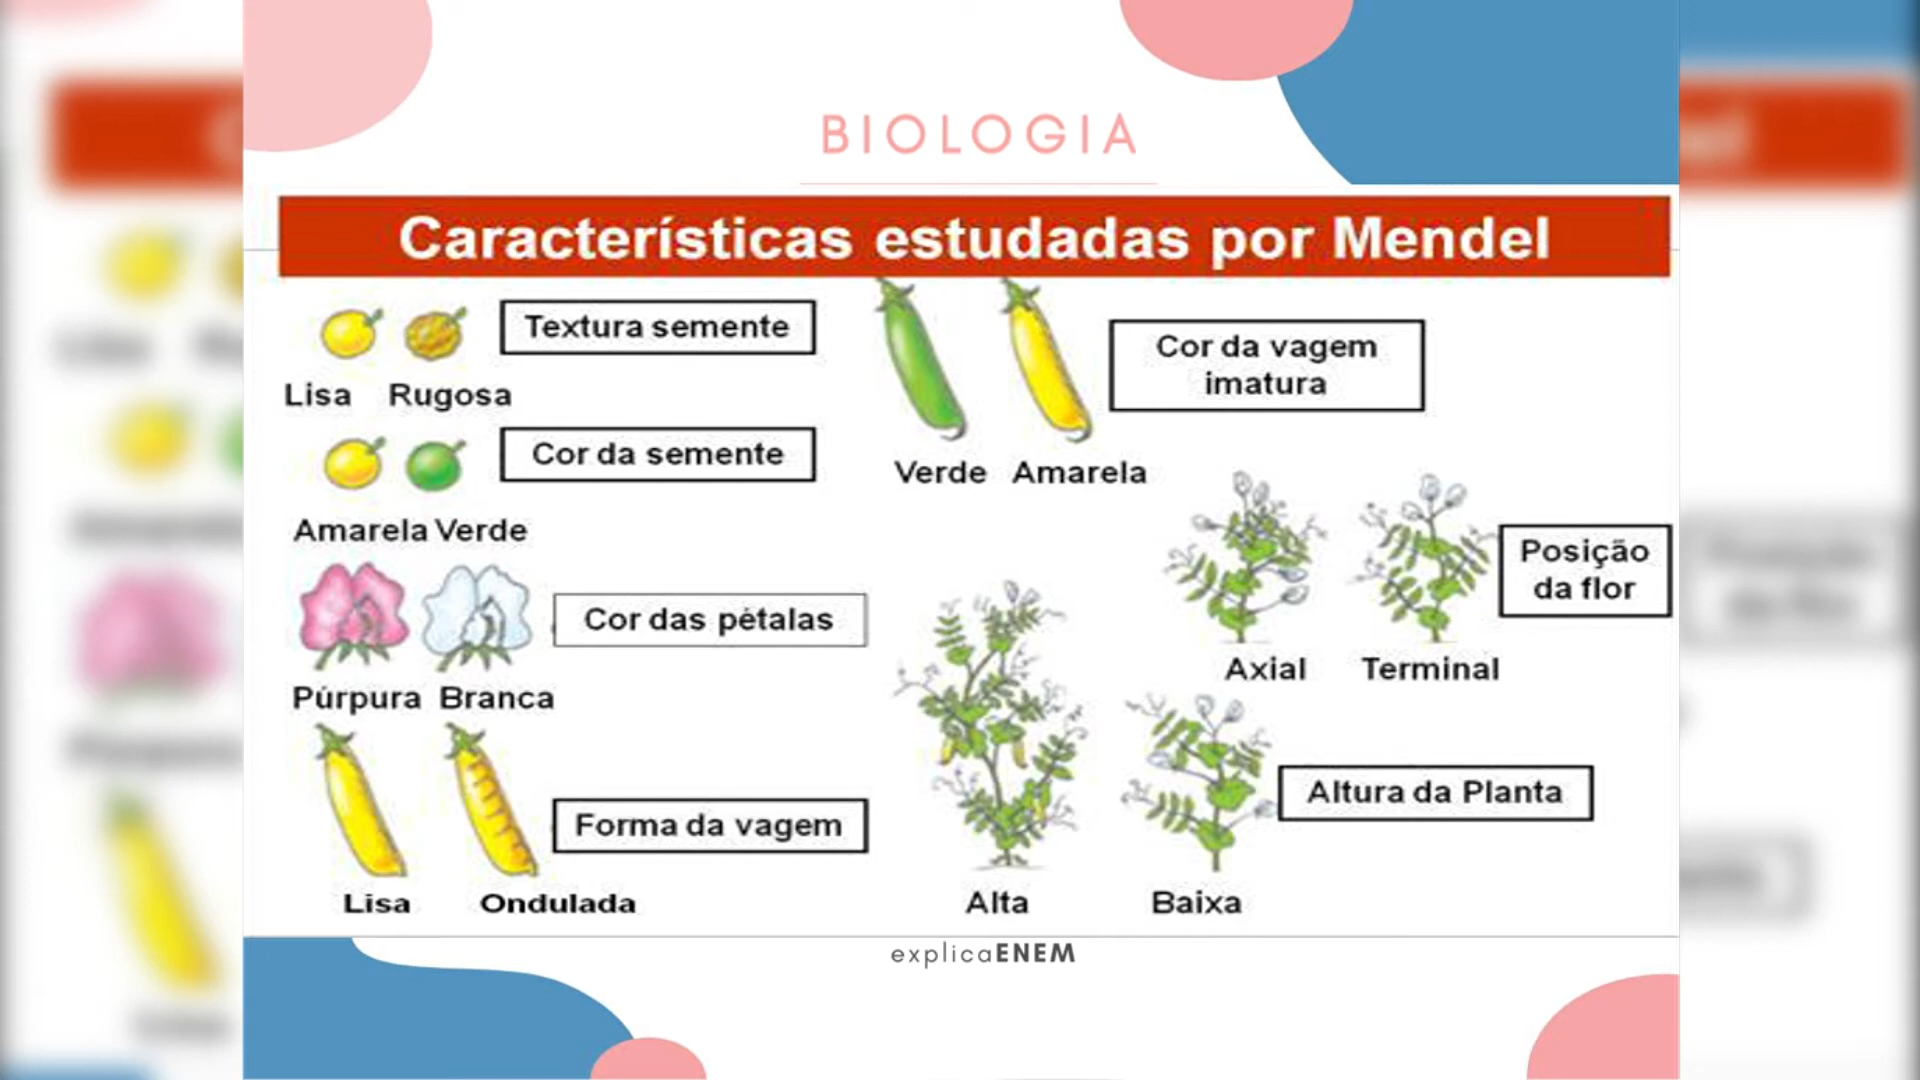 BIOLOGIA
Características estudadas por Mendel
Textura semente
Lisa Rugosa
Cor da semente
Amarela Verde
Cor das pétalas
Púrpura Branca
Forma da vagem
Lisa Ondulada
Cor da vagem
imatura
Verde Amarela
Posição
da flor
Axial Terminal
Altura da Planta
Alta Baixa
explicaENEM